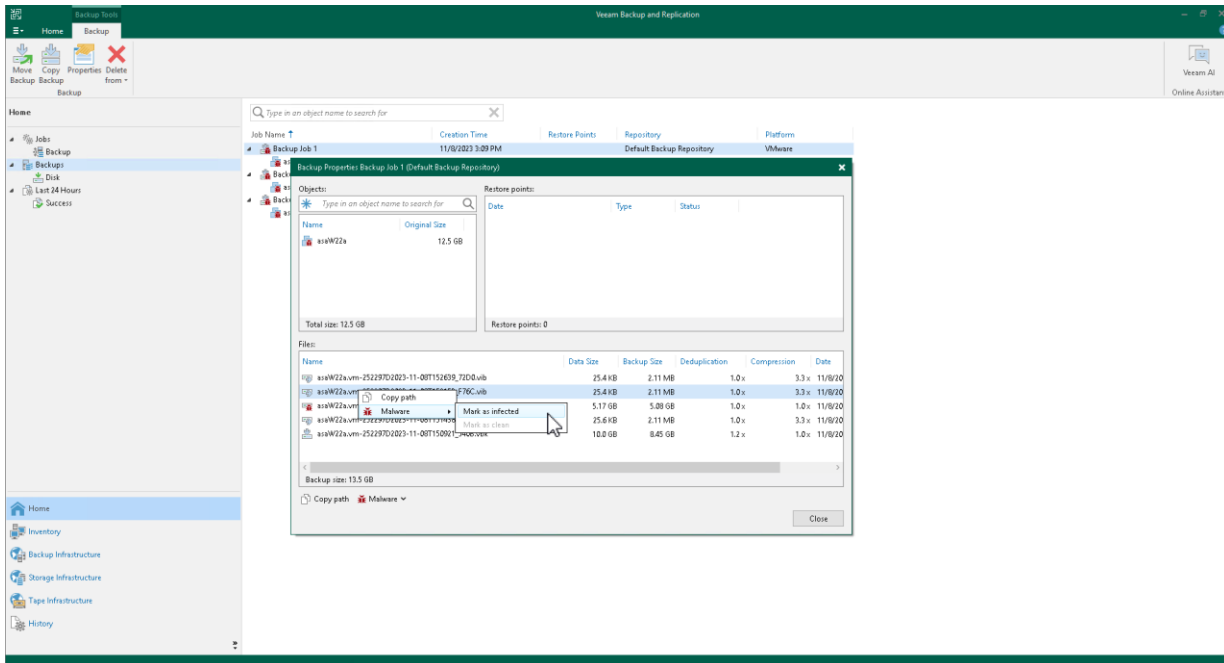 Backup Tools
Veeam Backup and Replication
Home Backup
Move Backup
Copy Backup
Properties
Delete from
Backup
Veeam AI
Online Assistan
Home
Type in an object name to search for
Jobs
Backup
Backups
Disk
Last 24 Hours
Success
Job Name Creation Time Restore Points Repository Platform
Backup Job 1 11/8/2023 3:09 PM Default Backup Repository VMware
Backup Properties Backup Job 1 (Default Backup Repository)
Objects: Restore points:
Type in an object name to search for
Date Type Status
Name Original Size
asaW22a 12.5 GB
Total size: 12.5 GB Restore points: 0
Files:
Name Data Size Backup Size Deduplication Compression Date
asaW22a.vm-252297D2023-11-08T152639_72D0.vib 25.4 KB 2.11 MB 1.0 x 3.3 x 11/8/20
asaW22a.vm F76C.vib 25.4 KB 2.11 MB 1.0 x 3.3 x 11/8/20
asaW22a.vm 5.17 GB 5.08 GB 1.0 x 1.0 x 11/8/20
asaW22a.vm 25.6 KB 2.11 MB 1.0 x 3.3 x 11/8/20
asaW22a.vm-252297D2023-11-08T150921 10.0 GB 8.45 GB 1.2 x 1.0 x 11/8/20
Copy path
Malware
Mark as infected
Mark as clean
Backup size: 13.5 GB
Copy path Malware
Close
Home
Inventory
Backup Infrastructure
Storage Infrastructure
Tape Infrastructure
History